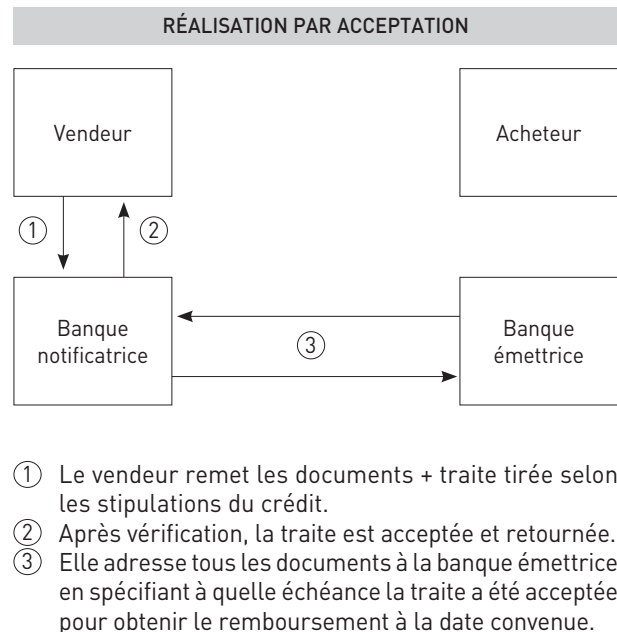 RÉALISATION PAR ACCEPTATION
Vendeur
Acheteur
1
2
Banque
notificatrice
3
Banque
émettrice
1 Le vendeur remet les documents + traite tirée selon
les stipulations du crédit.
2 Après vérification, la traite est acceptée et retournée.
3 Elle adresse tous les documents à la banque émettrice
en spécifiant à quelle échéance la traite a été acceptée
pour obtenir le remboursement à la date convenue.